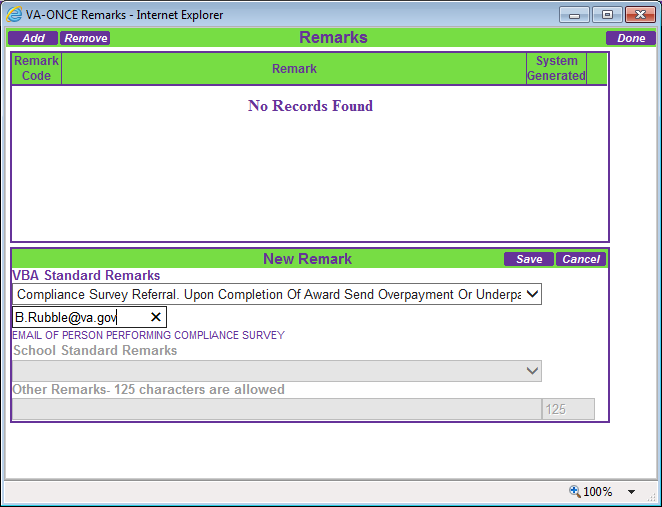 VA-ONCE Remarks - Internet Explorer
Add Remove Remarks Done
Remark Code Remark System Generated
No Records Found
New Remark Save Cancel
VBA Standard Remarks
Compliance Survey Referral. Upon Completion Of Award Send Overpayment Or Underpa
B.Rubble@va.gov
EMAIL OF PERSON PERFORMING COMPLIANCE SURVEY
School Standard Remarks
Other Remarks- 125 characters are allowed
125
100%